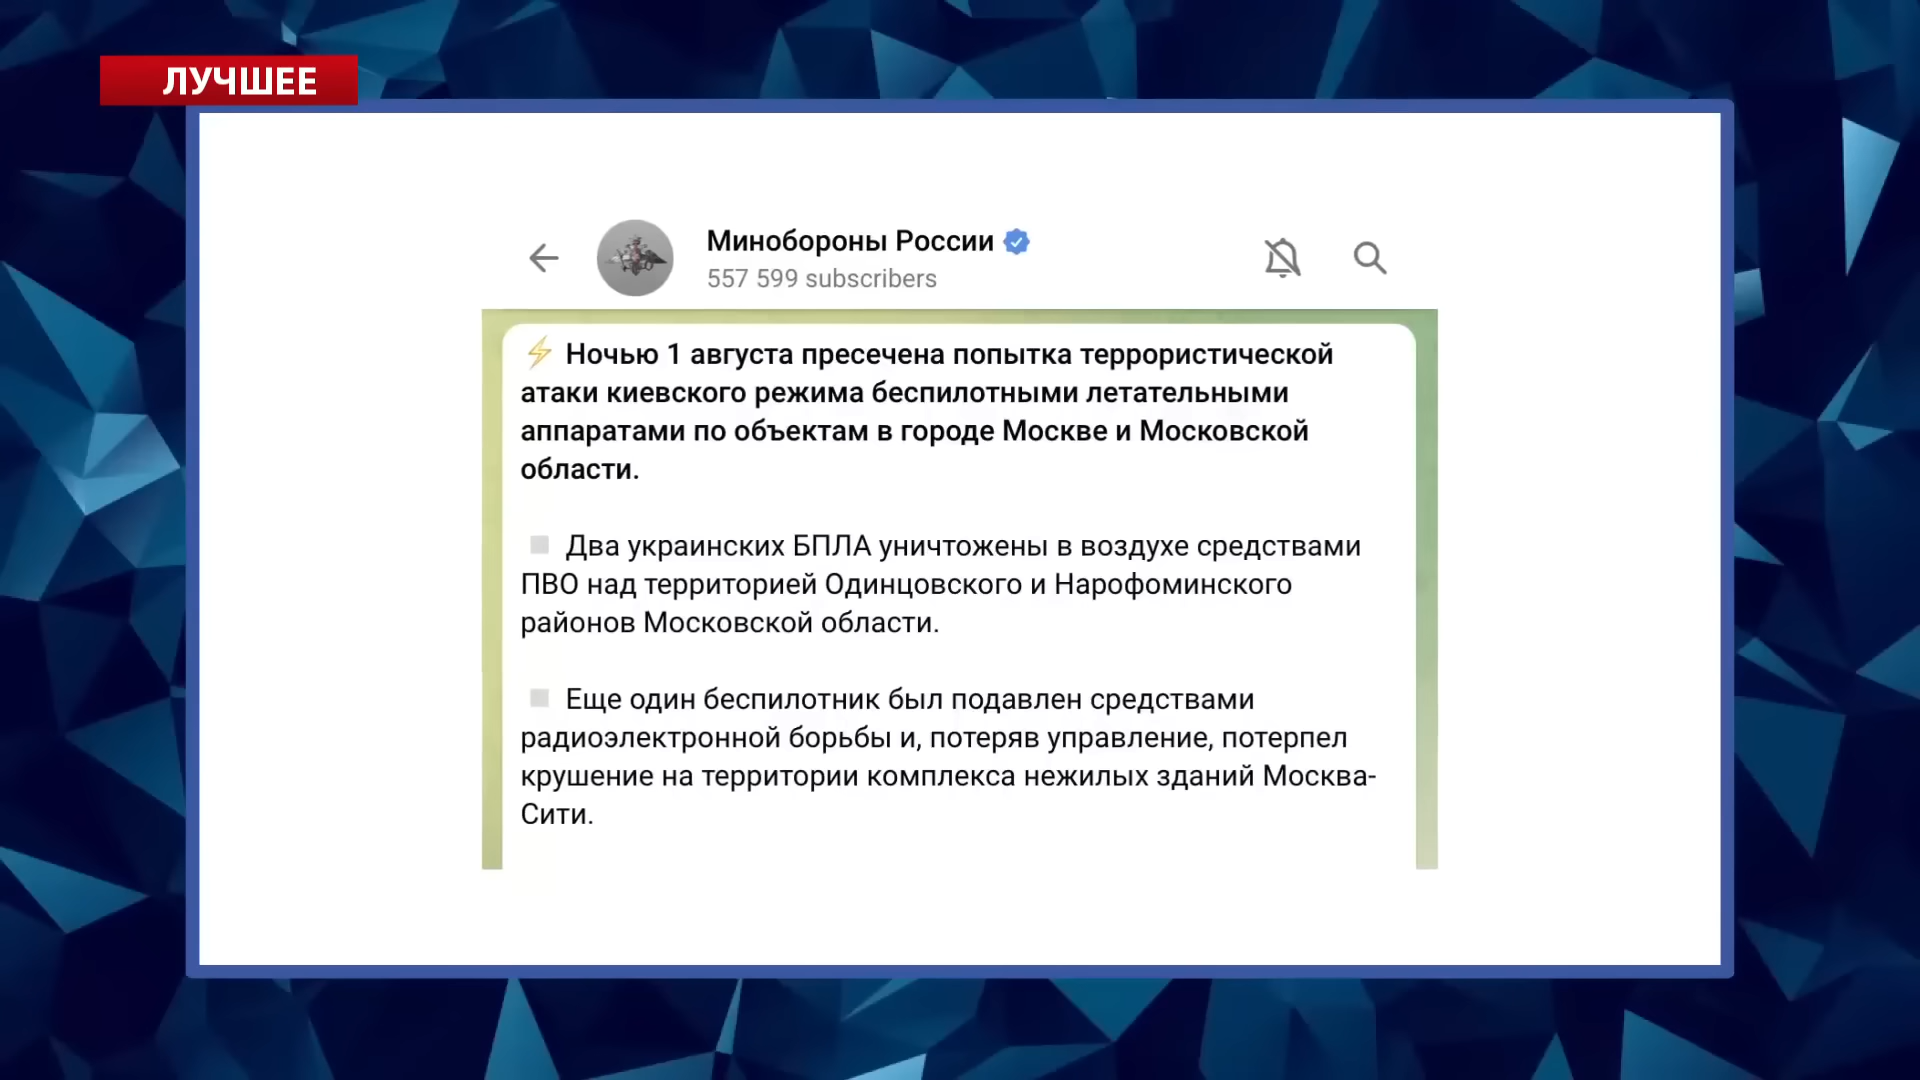 ЛУЧШЕЕ
Минобороны России
557 599 subscribers
⚡ Ночью 1 августа пресечена попытка террористической
атаки киевского режима беспилотными летательными
аппаратами по объектам в городе Москве и Московской
области.
◽ Два украинских БПЛА уничтожены в воздухе средствами
ПВО над территорией Одинцовского и Нарофоминского
районов Московской области.
◽ Еще один беспилотник был подавлен средствами
радиоэлектронной борьбы и, потеряв управление, потерпел
крушение на территории комплекса нежилых зданий Москва-
Сити.